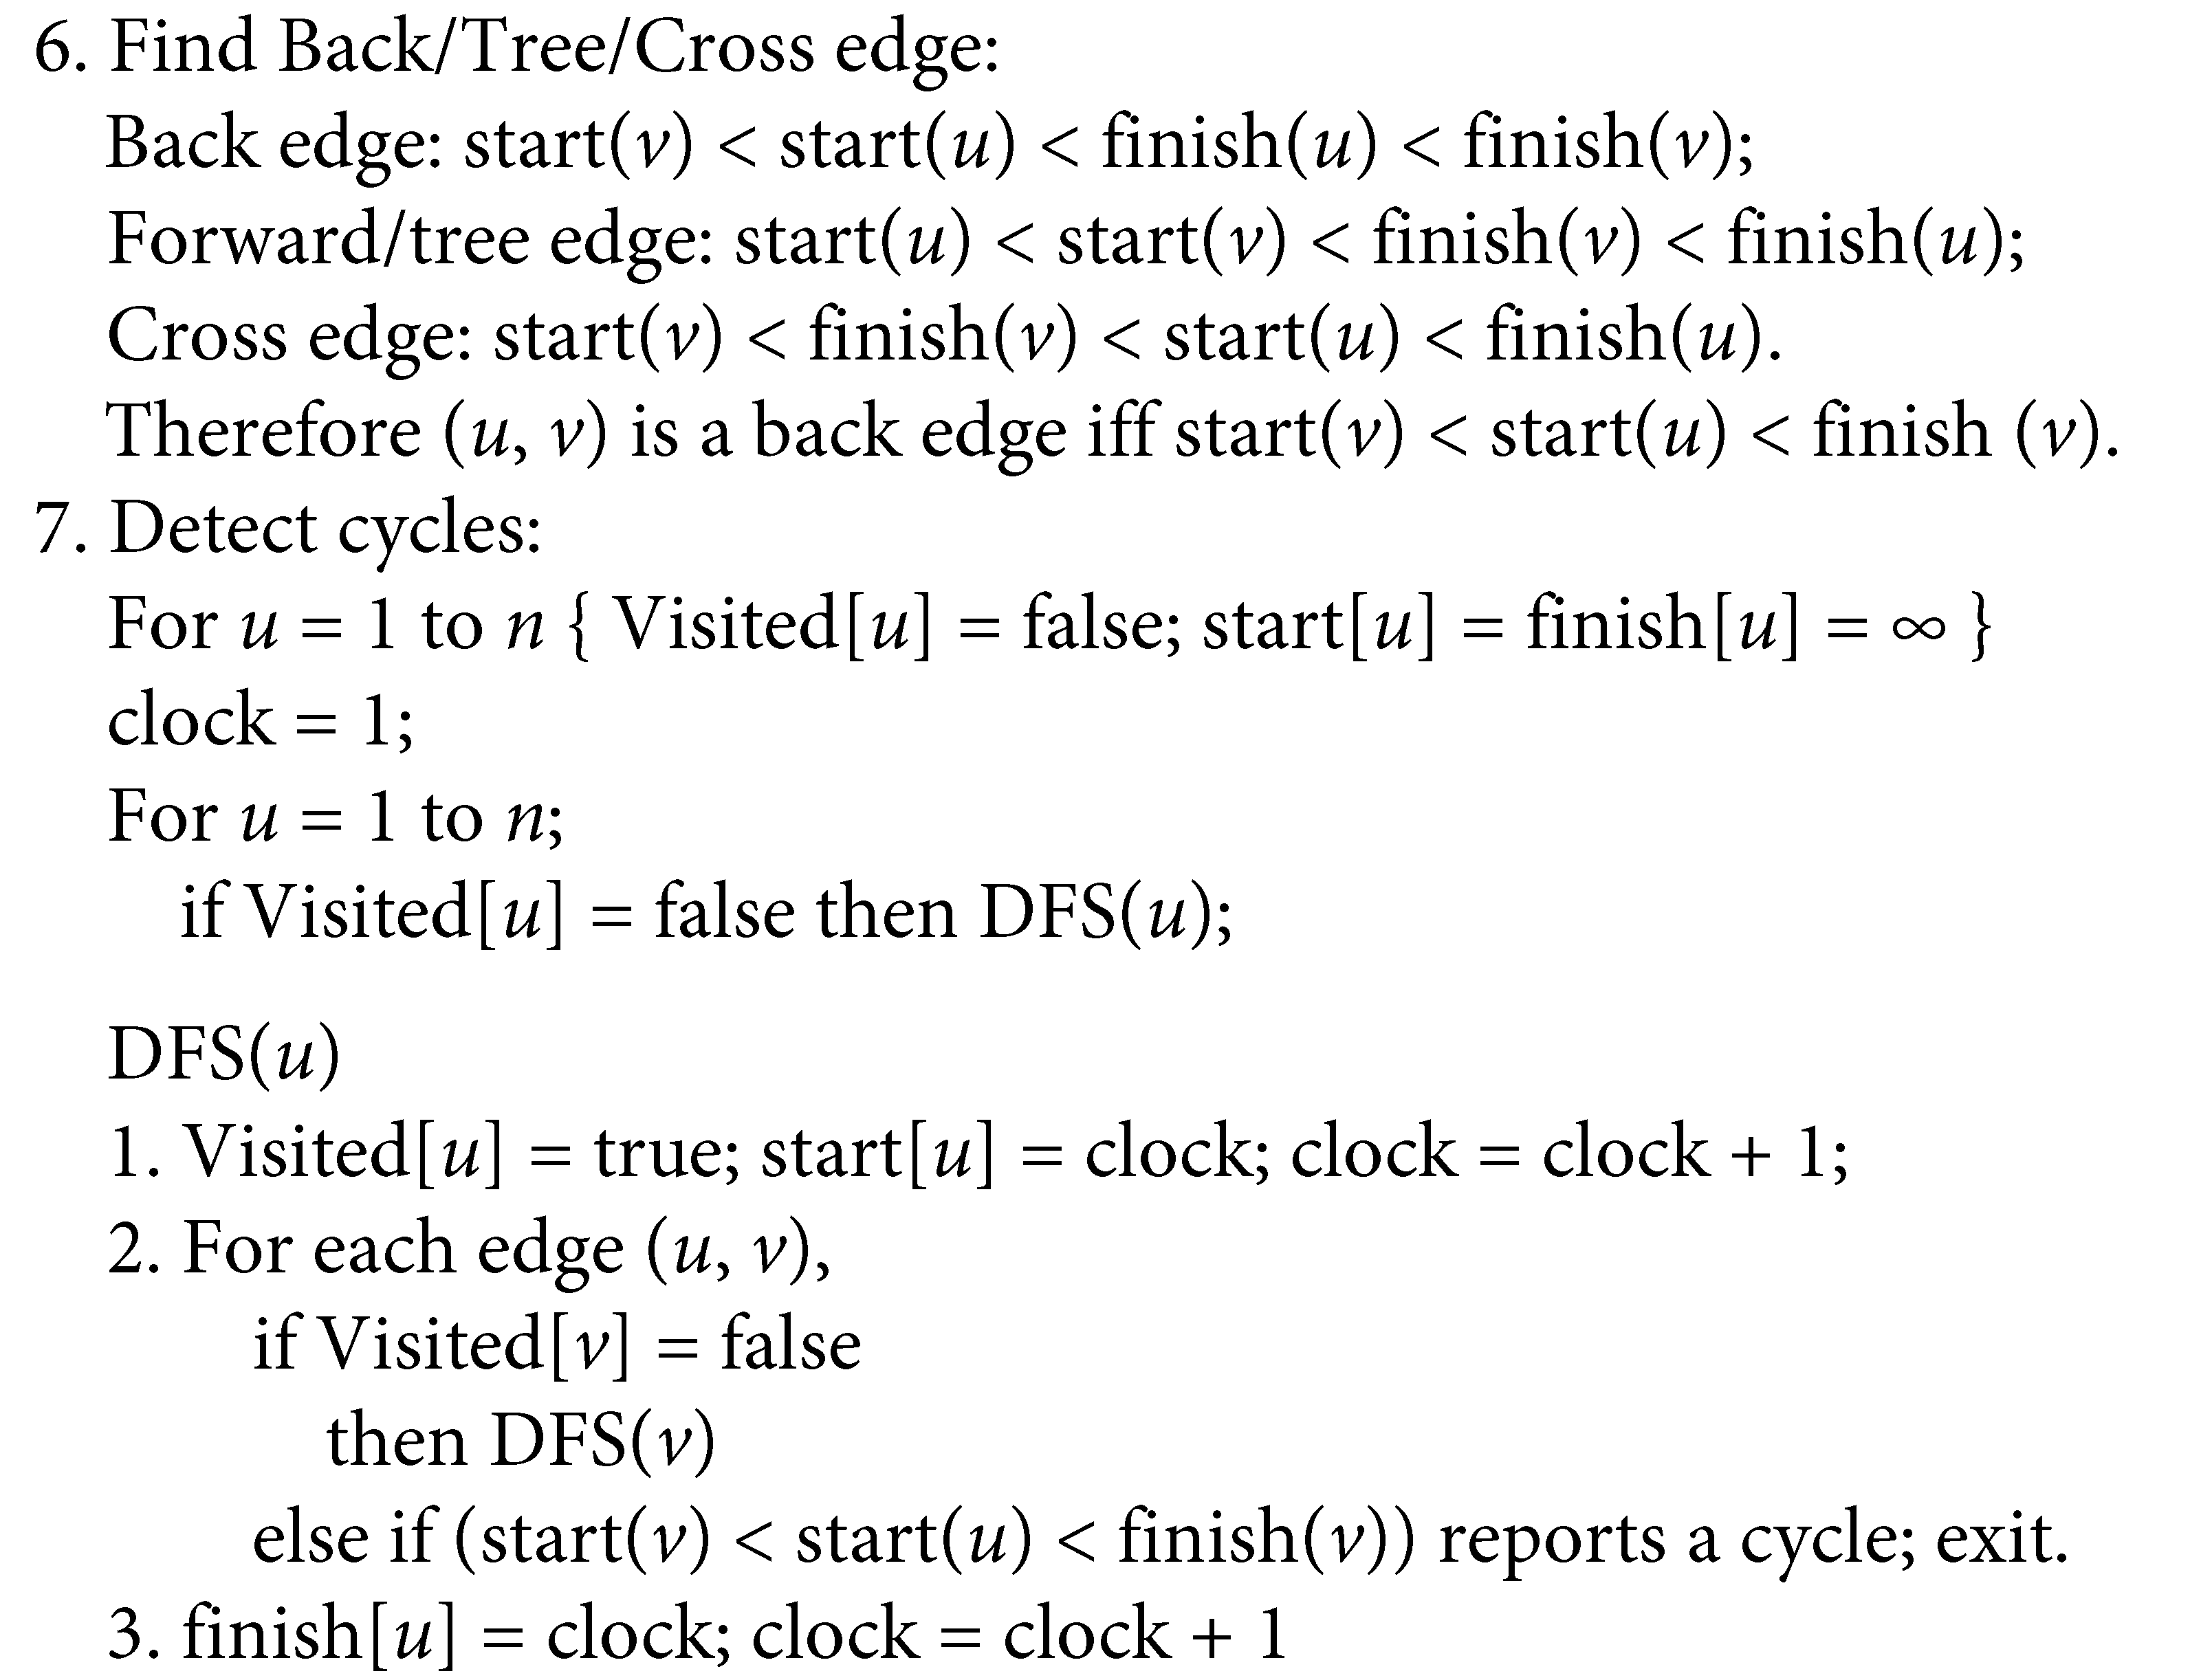 6. Find Back/Tree/Cross edge:
Back edge: start(v) < start(u) < finish(u) < finish(v);
Forward/tree edge: start(u) < start(v) < finish(v) < finish(u);
Cross edge: start(v) < finish(v) < start(u) < finish(u).
Therefore (u, v) is a back edge iff start(v) < start(u) < finish (v).
7. Detect cycles:
For u = 1 to n { Visited[u] = false; start[u] = finish[u] = ∞ }
clock = 1;
For u = 1 to n;
if Visited[u] = false then DFS(u);
DFS(u)
1. Visited[u] = true; start[u] = clock; clock = clock + 1;
2. For each edge (u, v),
if Visited[v] = false
then DFS(v)
else if (start(v) < start(u) < finish(v)) reports a cycle; exit.
3. finish[u] = clock; clock = clock + 1